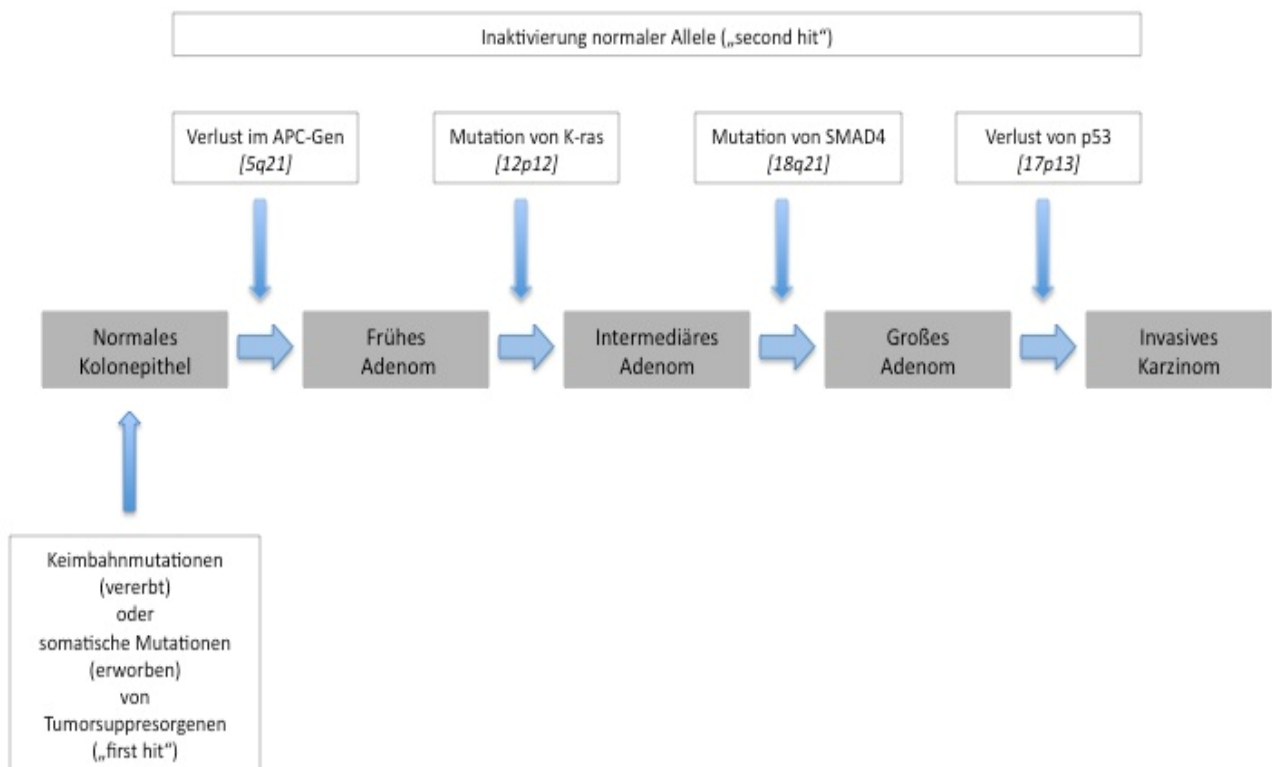 Inaktivierung normaler Allele („second hit“)
Verlust im APC-Gen
[5q21]
Mutation von K-ras
[12p12]
Mutation von SMAD4
[18q21]
Verlust von p53
[17p13]
Normales
Kolonepithel
Frühes
Adenom
Intermediäres
Adenom
Großes
Adenom
Invasives
Karzinom
Keimbahnmutationen
(vererbt)
oder
somatische Mutationen
(erworben)
von
Tumorsuppresorgenen
(„first hit“)